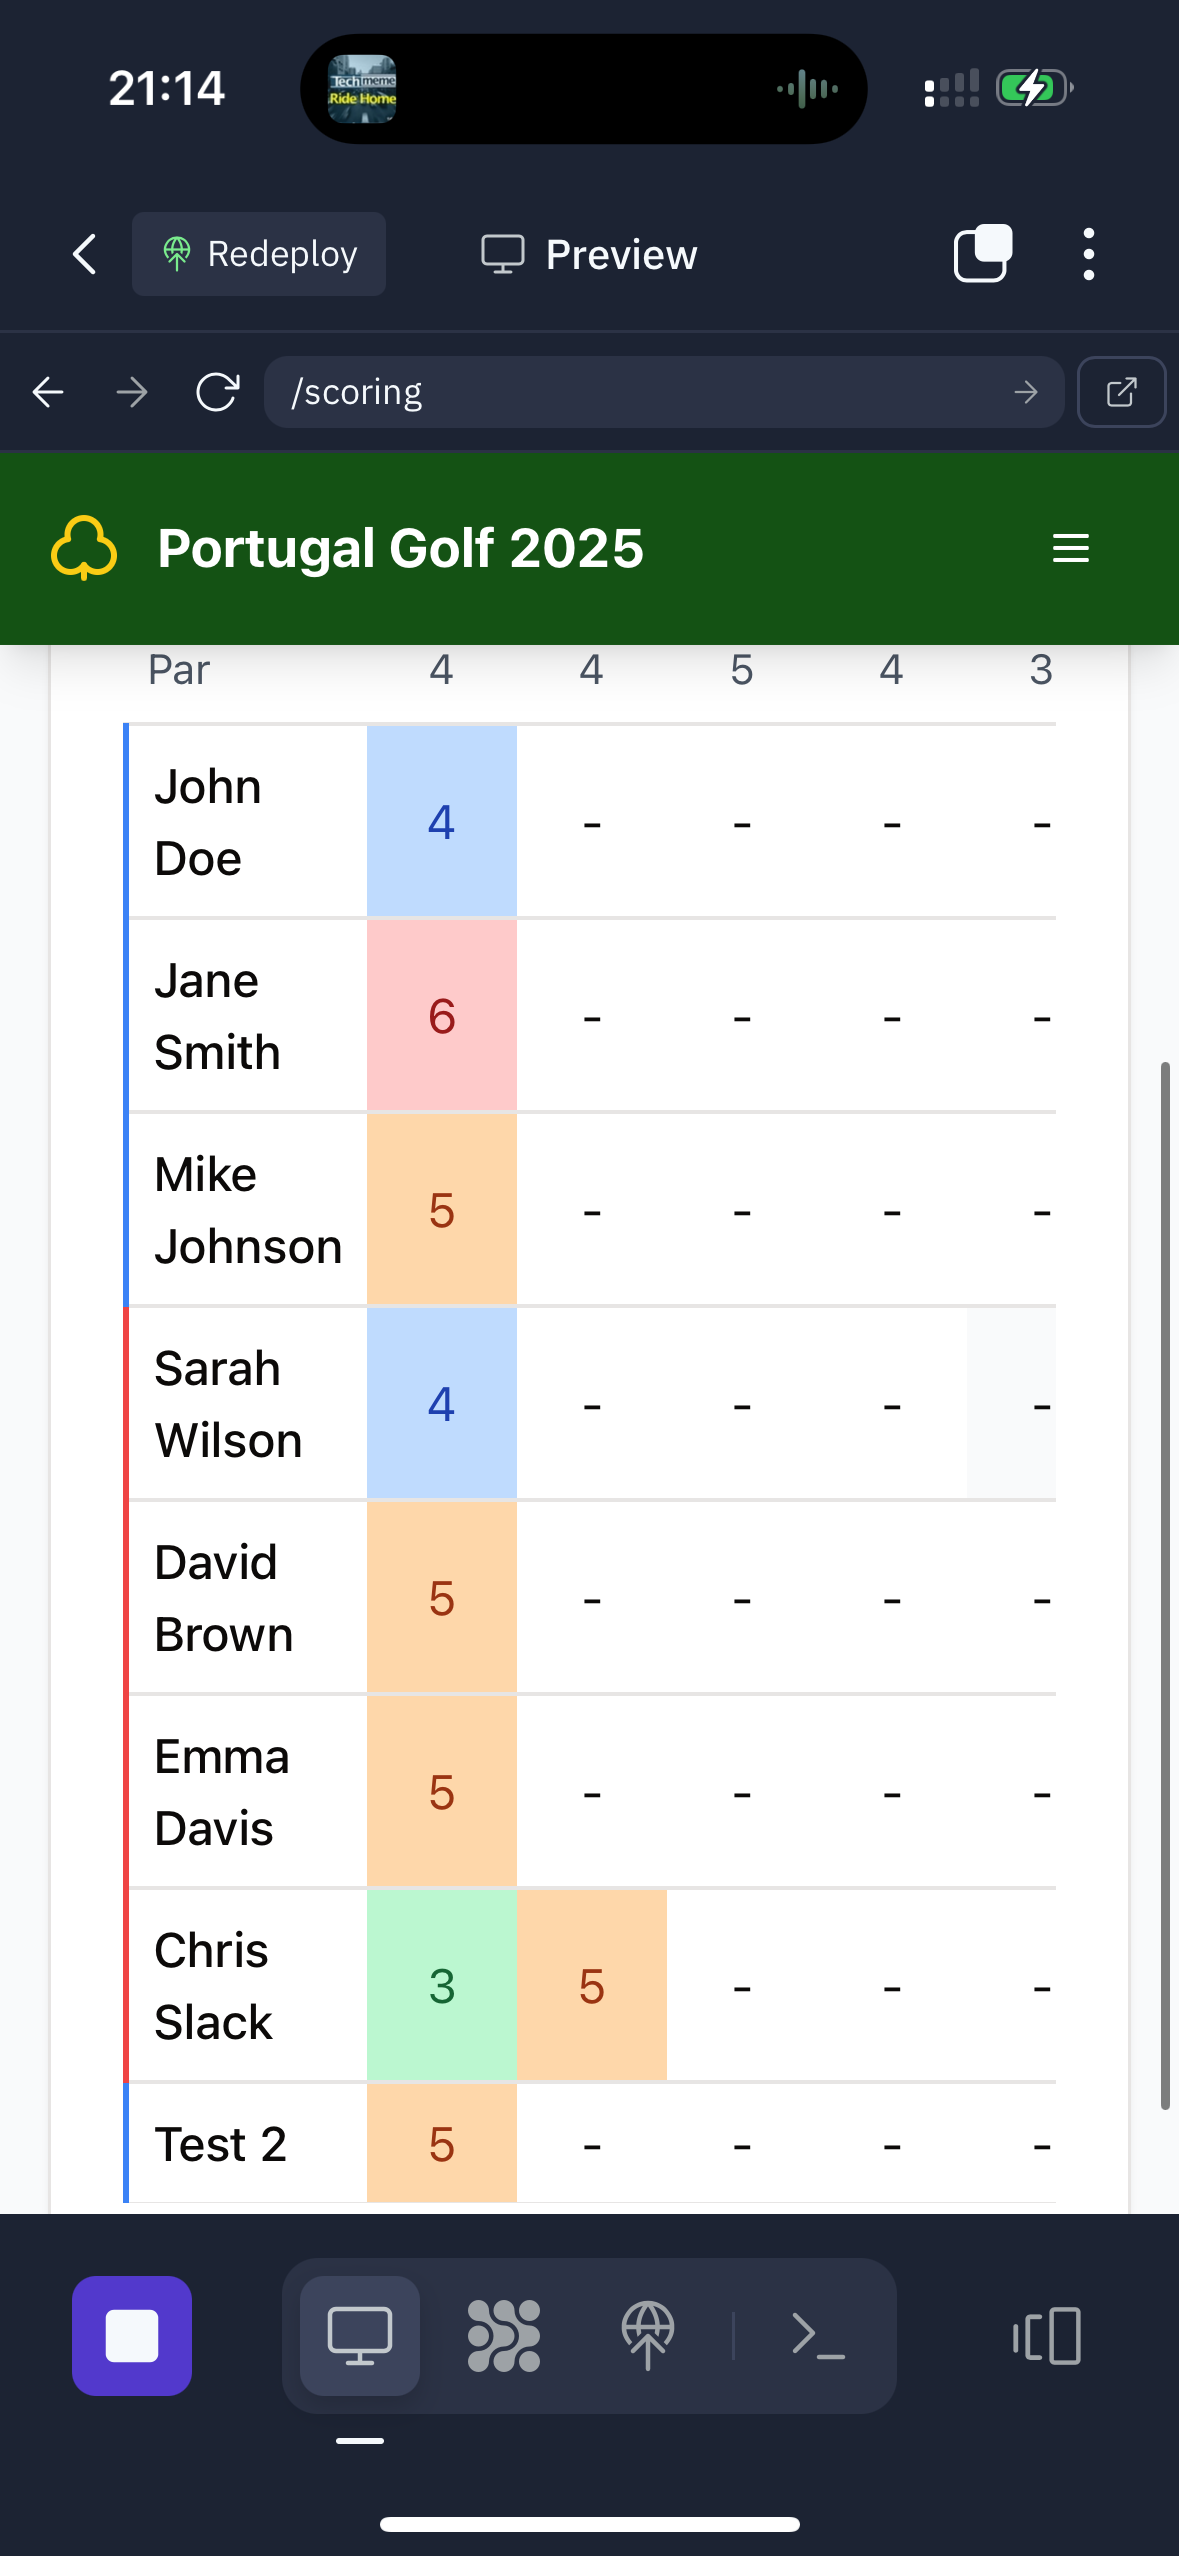 21:14
Techmeme
Ride Home
Redeploy
Preview
/scoring
Portugal Golf 2025
Par 4 4 5 4 3
John
Doe
4 - - - -
Jane
Smith
6 - - - -
Mike
Johnson
5 - - - -
Sarah
Wilson
4 - - - -
David
Brown
5 - - - -
Emma
Davis
5 - - - -
Chris
Slack
3 5 - - -
Test 2 5 - - - -